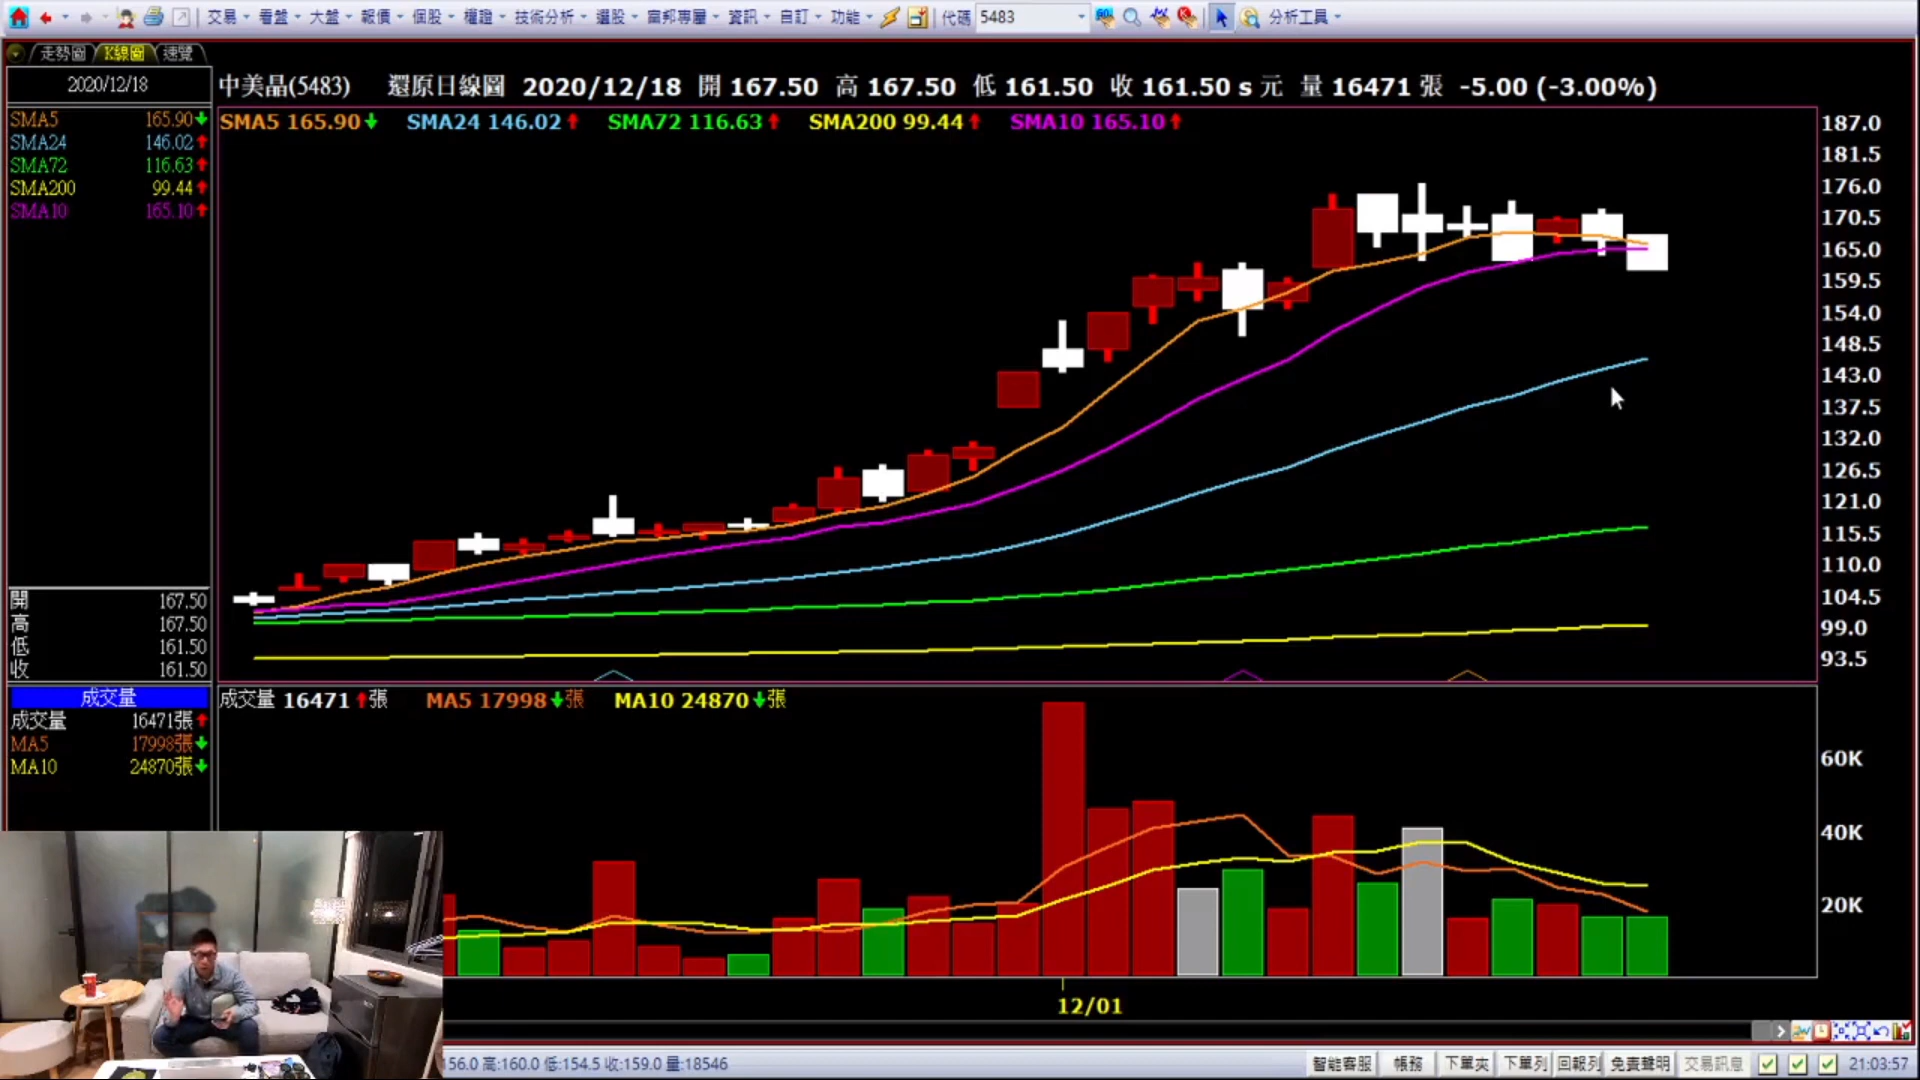 交易 看盤 大盤 報價 個股 權證 技術分析 選股 資訊 自訂 功能 代碼 5483 分析工具
走勢圖 K線圖 速覽
2020/12/18
中美晶(5483) 還原日線圖 2020/12/18 開 167.50 高 167.50 低 161.50 收 161.50 s 元 量 16471 張 -5.00 (-3.00%)
SMA5 165.90
SMA24 146.02
SMA72 116.63
SMA200 99.44
SMA10 165.10
SMA5 165.90 SMA24 146.02 SMA72 116.63 SMA200 99.44 SMA10 165.10
187.0
181.5
176.0
170.5
165.0
159.5
154.0
148.5
143.0
137.5
132.0
126.5
121.0
115.5
110.0
104.5
99.0
93.5
開 167.50
高 167.50
低 161.50
收 161.50
成交量
成交量 16471張
MA5 17998張
MA10 24870張
成交量 16471 張 MA5 17998 張 MA10 24870 張
60K
40K
20K
12/01
56.0 高:160.0 低:154.5 收:159.0 量:18546
智能客服 帳務 下單夾 下單列 回報列 免責聲明 交易訊息 21:03:57